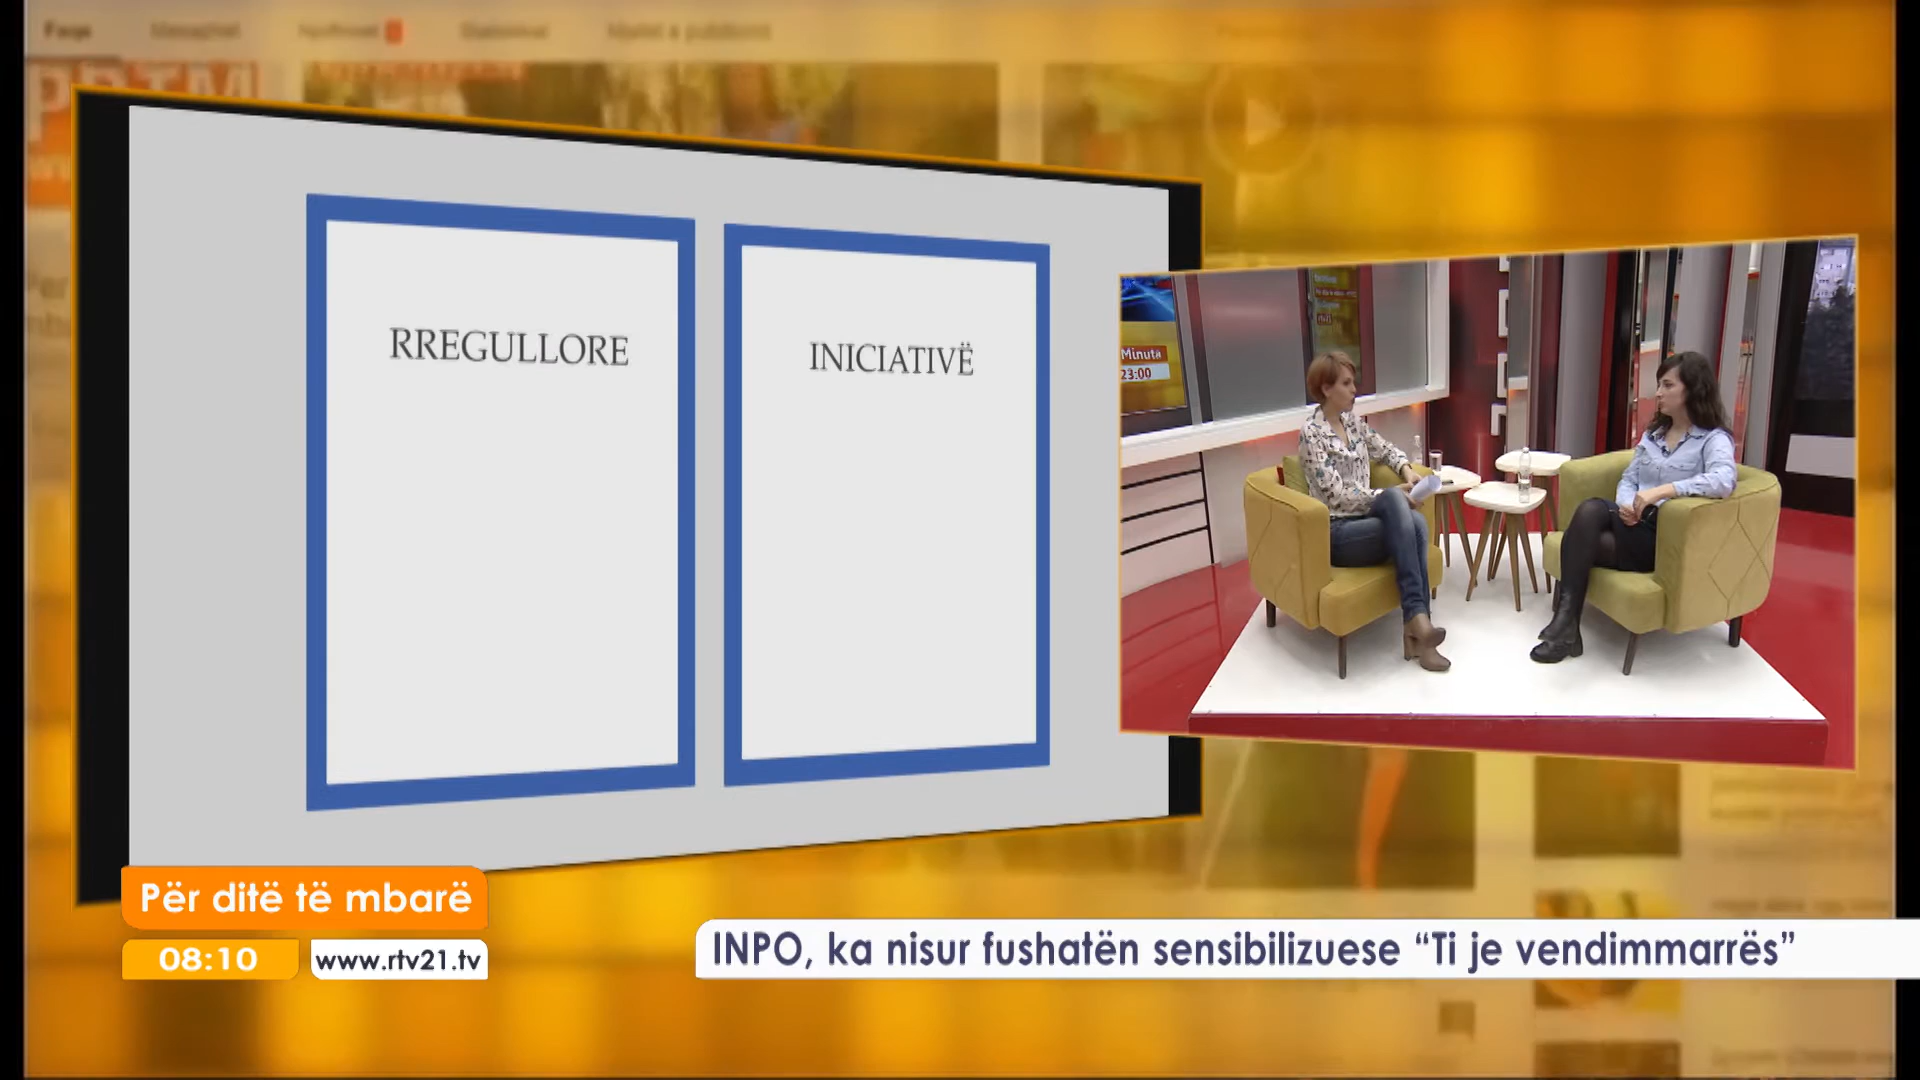 Faqe
RREGULLORE
INICIATIVË
Minuta
23:00
Për ditë të mbarë
08:10
www.rtv21.tv
INPO, ka nisur fushatën sensibilizuese “Ti je vendimmarrës”